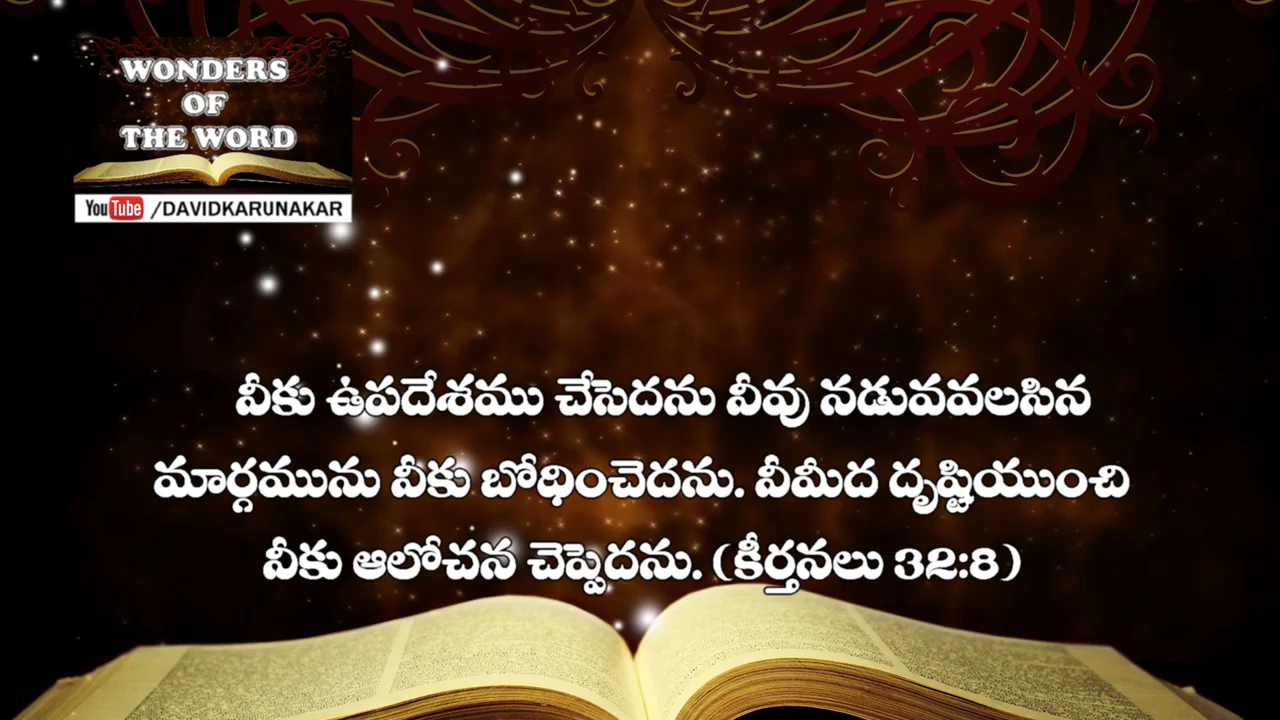 WONDERS
OF
THE WORD
YouTube /DAVIDKARUNAKAR
నీకు ఉపదేశము చేసెదను నీవు నడువవలసిన
మార్గమును నీకు బోధించెదను. నీమీద దృష్టియుంచి
నీకు ఆలోచన చెప్పెదను. (కీర్తనలు 32:8)